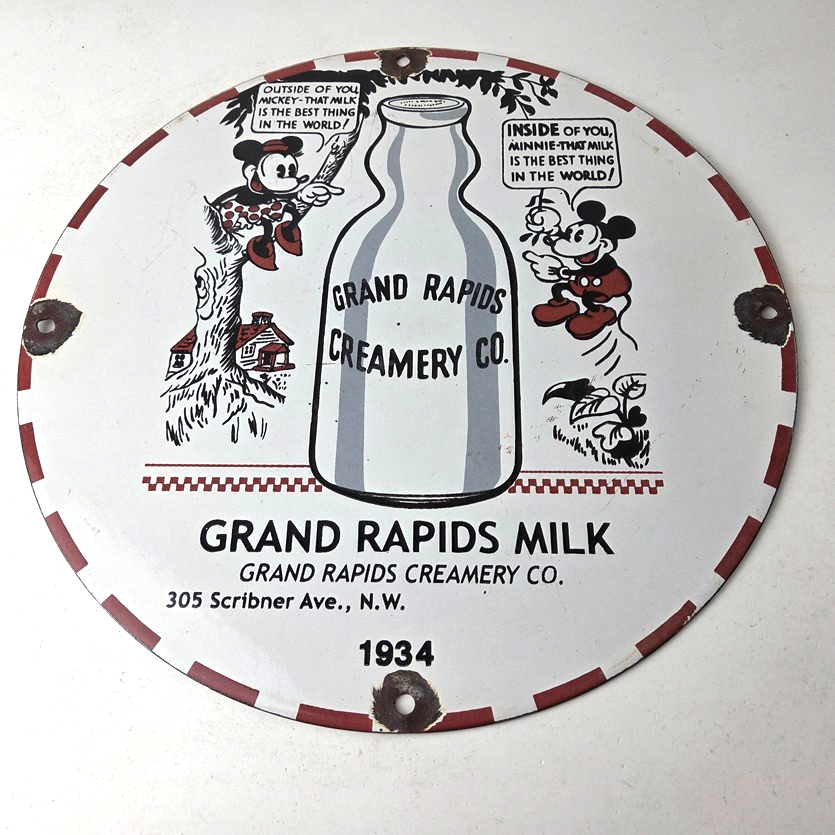 OUTSIDE OF YOU,
MICKEY-THAT MILK
IS THE BEST THING
IN THE WORLD!
INSIDE OF YOU,
MINNIE-THAT MILK
IS THE BEST THING
IN THE WORLD!
GRAND RAPIDS
CREAMERY CO.
GRAND RAPIDS MILK
GRAND RAPIDS CREAMERY CO.
305 Scribner Ave., N.W.
1934